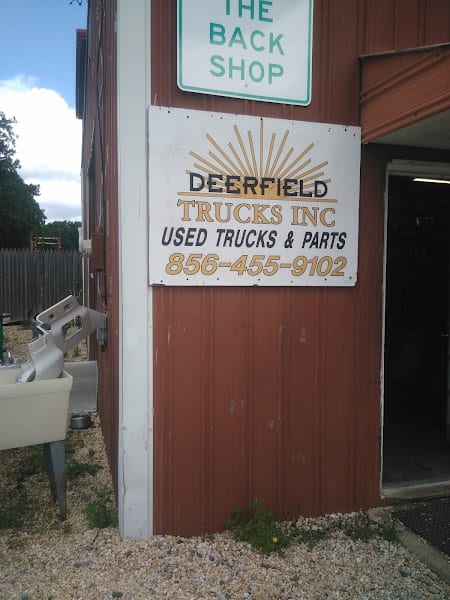 THE
BACK
SHOP
DEERFIELD
TRUCKS INC
USED TRUCKS & PARTS
856-455-9102